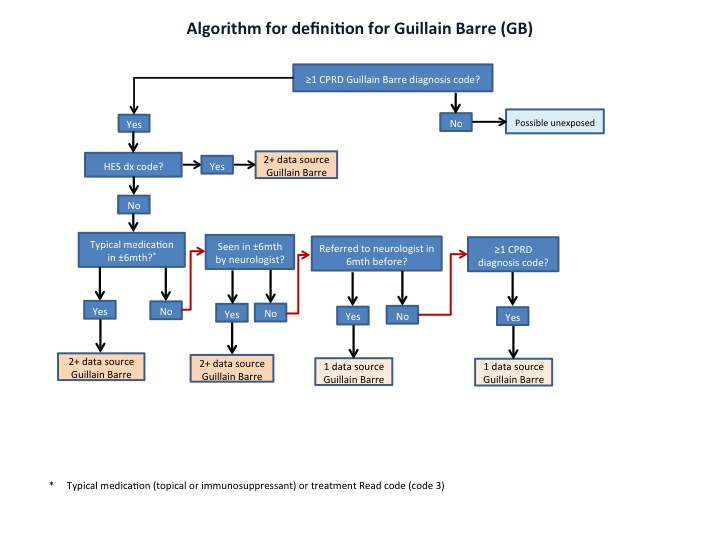 Algorithm for definition for Guillain Barre (GB)
≥1 CPRD Guillain Barre diagnosis code?
Yes
No
Possible unexposed
HES dx code?
Yes
2+ data source
Guillain Barre
No
Typical medication
in ±6mth?*
Seen in ±6mth
by neurologist?
Referred to neurologist in
6mth before?
≥1 CPRD
diagnosis code?
Yes
No
Yes
No
Yes
No
Yes
2+ data source
Guillain Barre
2+ data source
Guillain Barre
1 data source
Guillain Barre
1 data source
Guillain Barre
* Typical medication (topical or immunosuppressant) or treatment Read code (code 3)